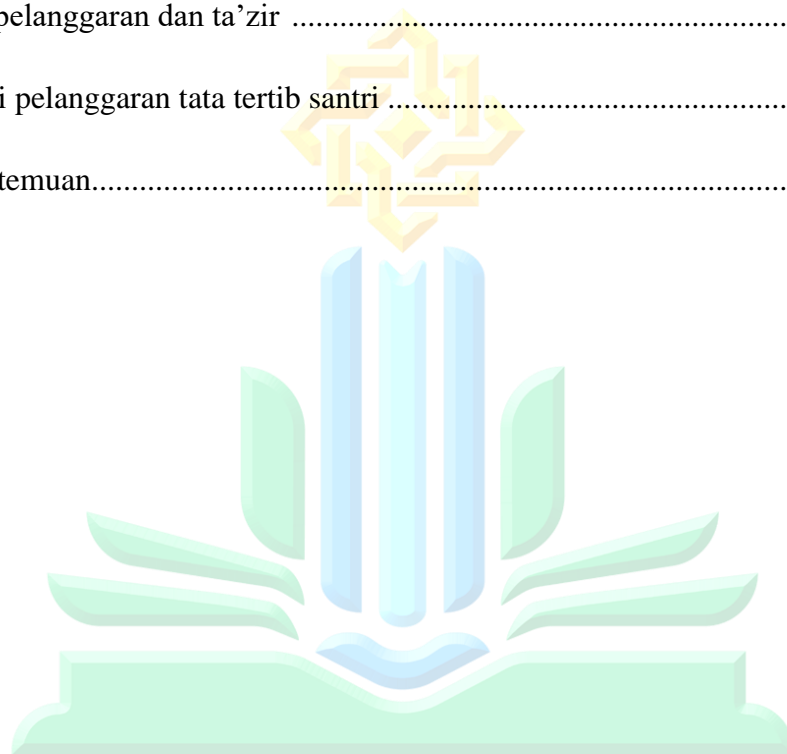 pelanggaran dan ta’zir ..............................................................
i pelanggaran tata tertib santri ..................................................
temuan.......................................................................................